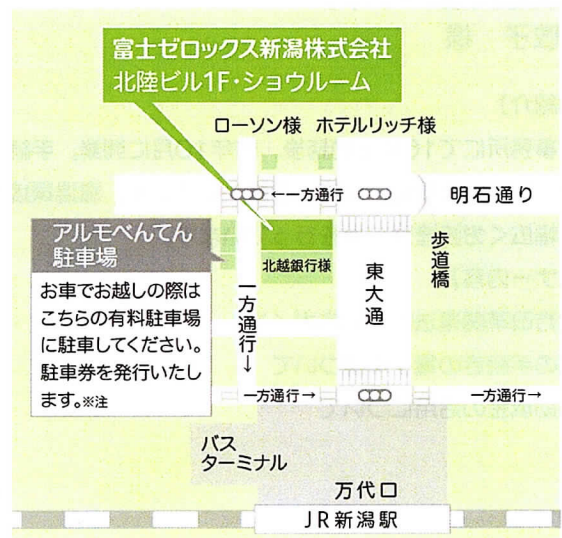 富士ゼロックス新潟株式会社
北陸ビル1F・ショウルーム
ローソン様 ホテルリッチ様
←一方通行
明石通り
アルモべんてん
駐車場
お車でお越しの際は
こちらの有料駐車場
に駐車してください。
駐車券を発行いたし
ます。※注
北越銀行様
一方通行→
東大通
歩道橋
一方通行→
一方通行→
バス
ターミナル
万代口
JR新潟駅